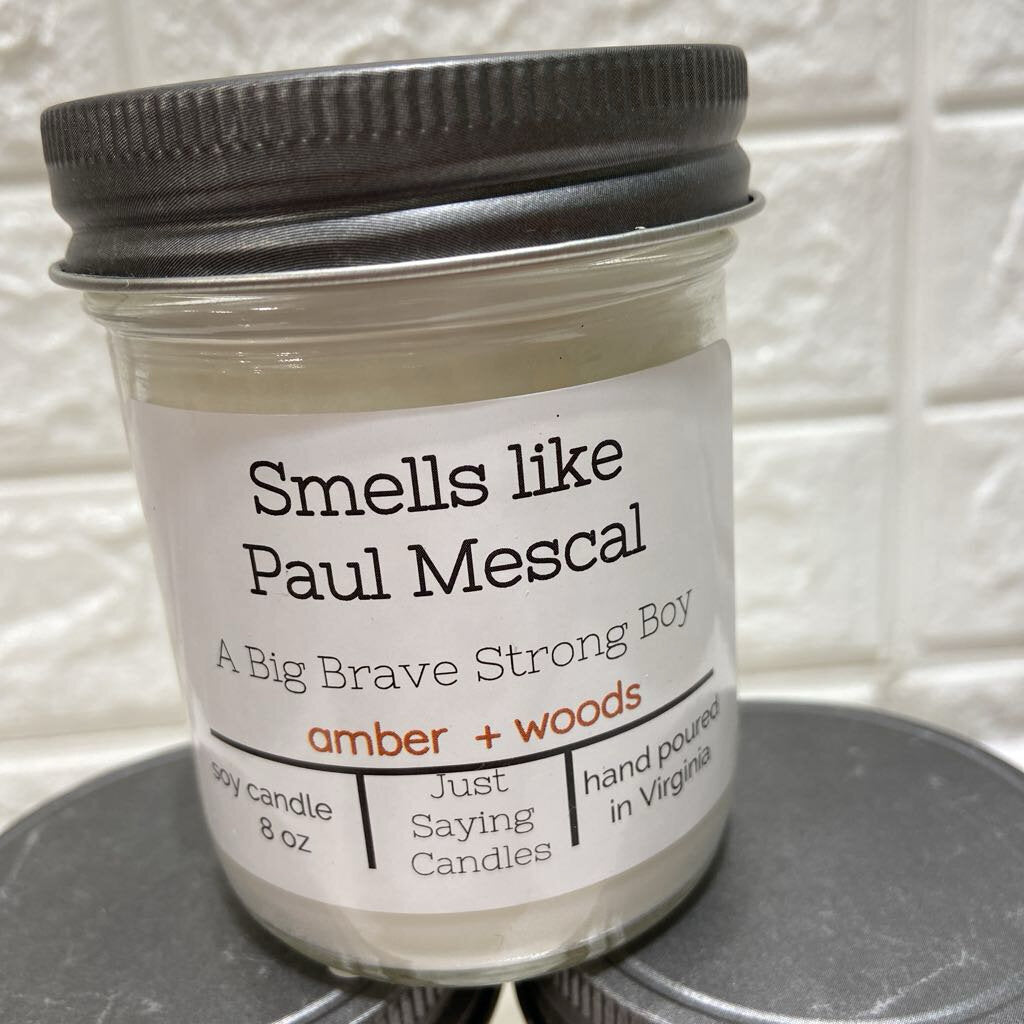 Smells like
Paul Mescal
A Big Brave Strong Boy
amber + woods
soy candle
8 oz
Just
Saying
Candles
hand poured
in Virginia